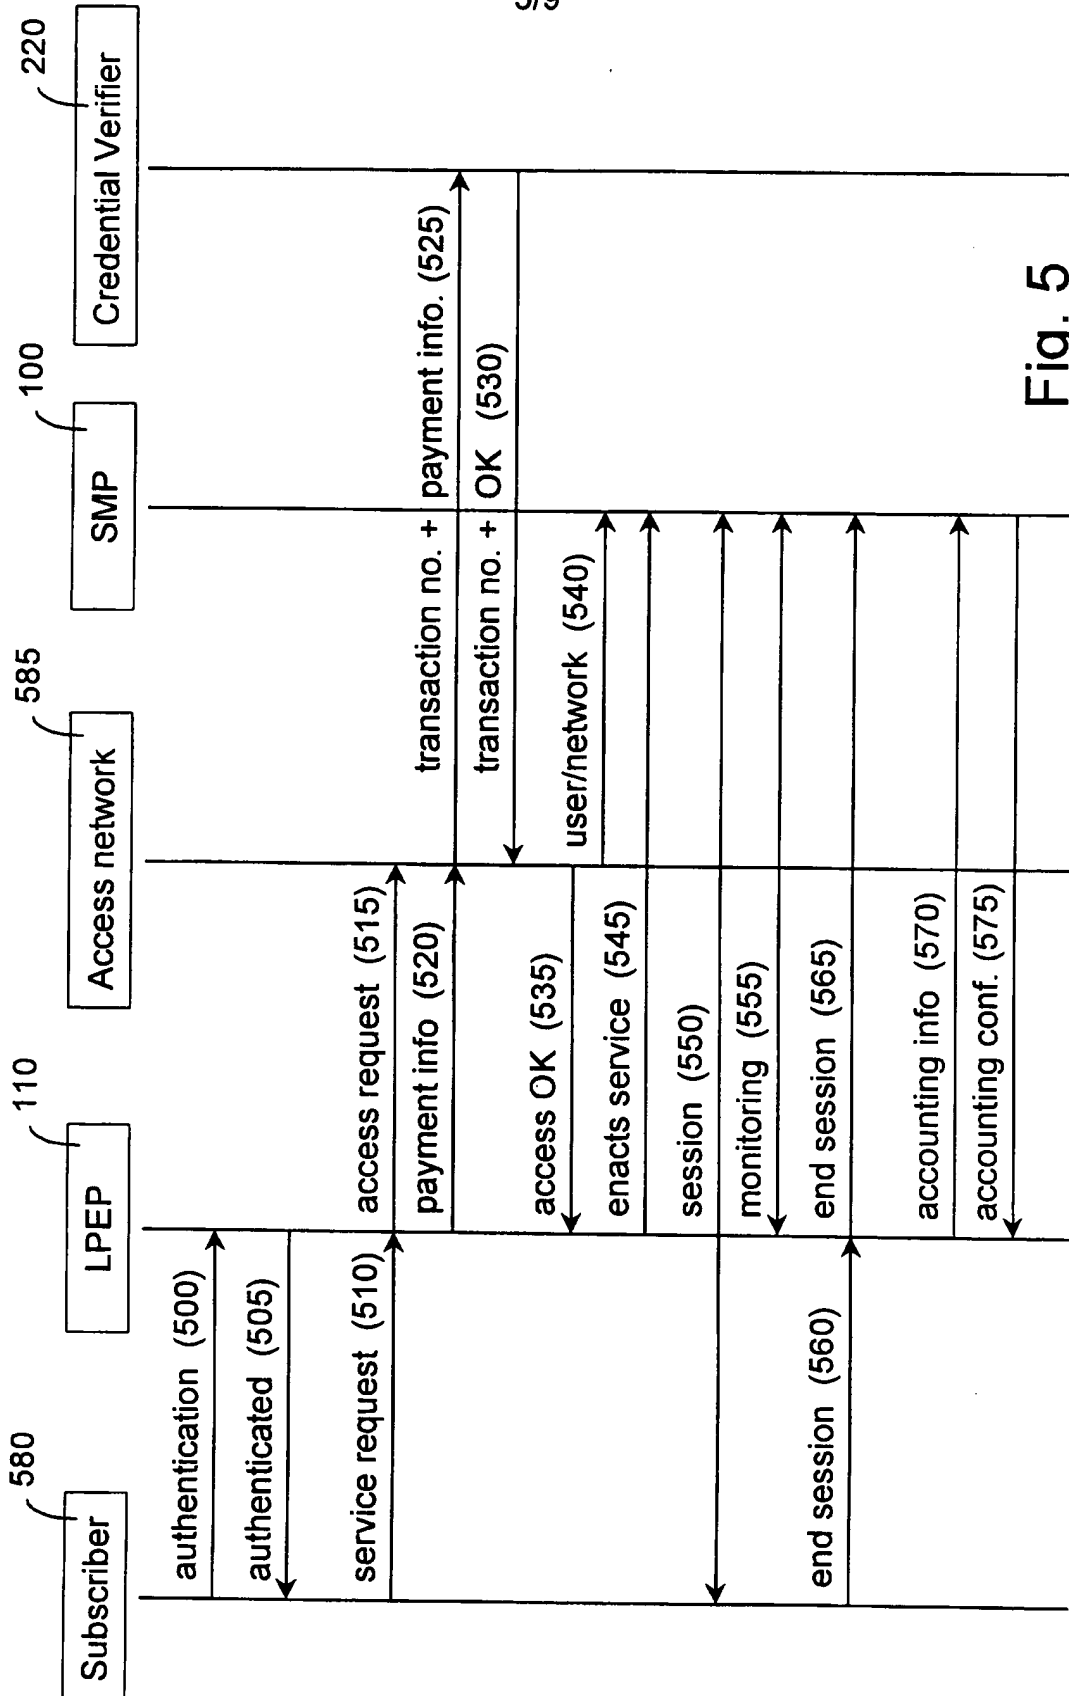 5/9
Subscriber
580
LPEP
110
Access network
585
SMP
100
Credential Verifier
220
authentication (500)
authenticated (505)
service request (510)
access request (515)
payment info (520)
transaction no. + payment info. (525)
transaction no. + OK (530)
access OK (535)
user/network (540)
enacts service (545)
session (550)
monitoring (555)
end session (560)
end session (565)
accounting info (570)
accounting conf. (575)
Fig. 5